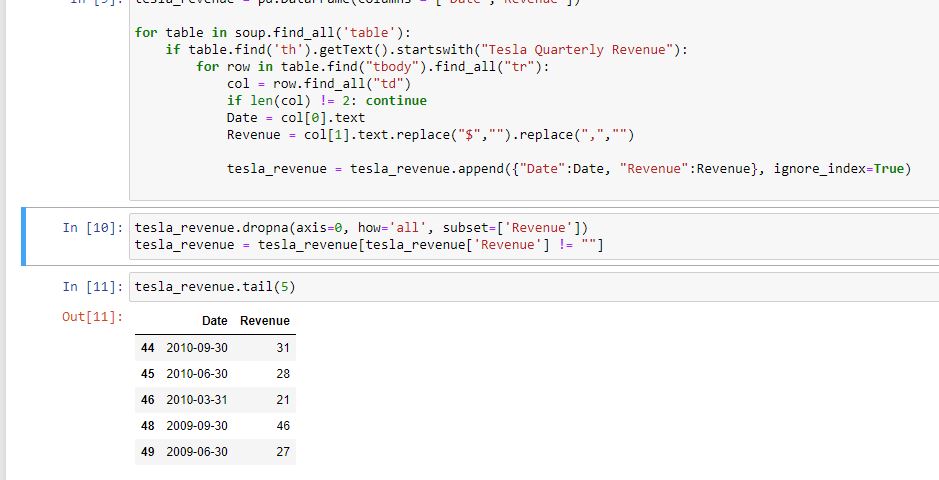 In [9]: tesla_revenue = pd.DataFrame(columns = ["Date","Revenue"])
for table in soup.find_all('table'):
    if table.find('th').getText().startswith("Tesla Quarterly Revenue"):
        for row in table.find("tbody").find_all("tr"):
            col = row.find_all("td")
            if len(col) != 2: continue
            Date = col[0].text
            Revenue = col[1].text.replace("$","").replace(",","")
            tesla_revenue = tesla_revenue.append({"Date":Date, "Revenue":Revenue}, ignore_index=True)
In [10]: tesla_revenue.dropna(axis=0, how='all', subset=['Revenue'])
tesla_revenue = tesla_revenue[tesla_revenue['Revenue'] != ""]
In [11]: tesla_revenue.tail(5)
Out[11]:
Date Revenue
44 2010-09-30 31
45 2010-06-30 28
46 2010-03-31 21
48 2009-09-30 46
49 2009-06-30 27